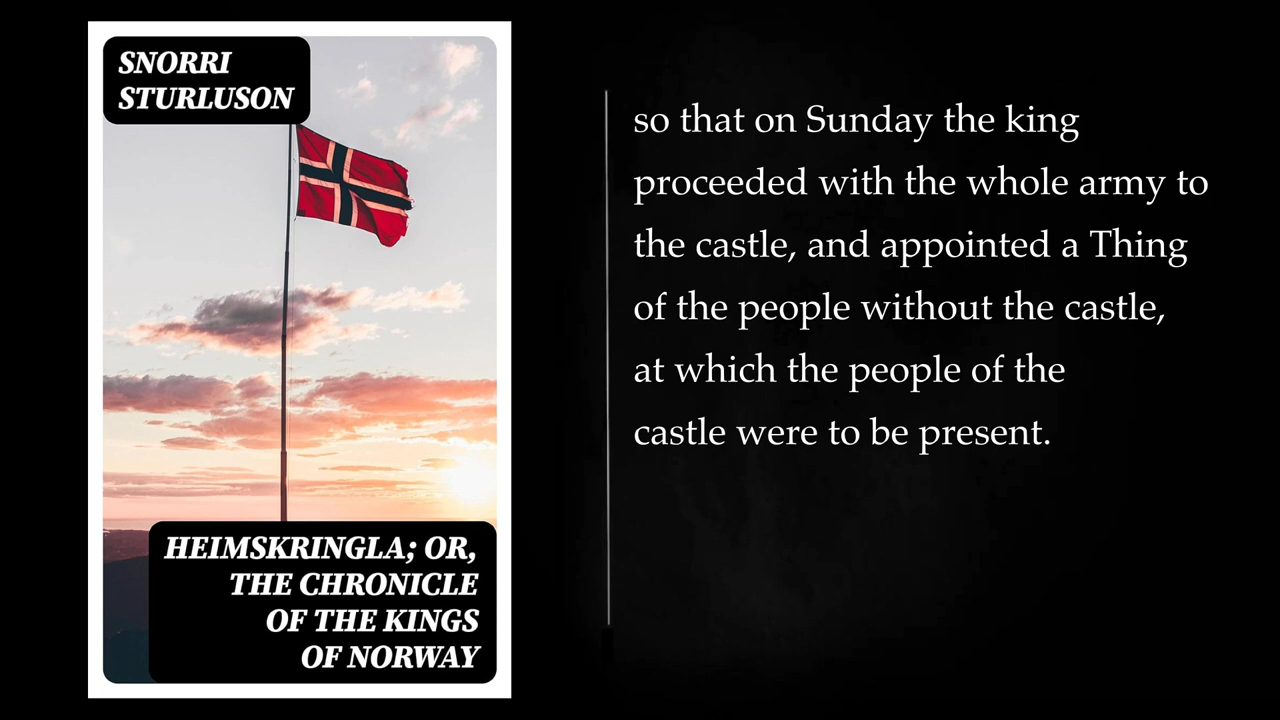 SNORRI
STURLUSON
HEIMSKRINGLA; OR,
THE CHRONICLE
OF THE KINGS
OF NORWAY
so that on Sunday the king
proceeded with the whole army to
the castle, and appointed a Thing
of the people without the castle,
at which the people of the
castle were to be present.